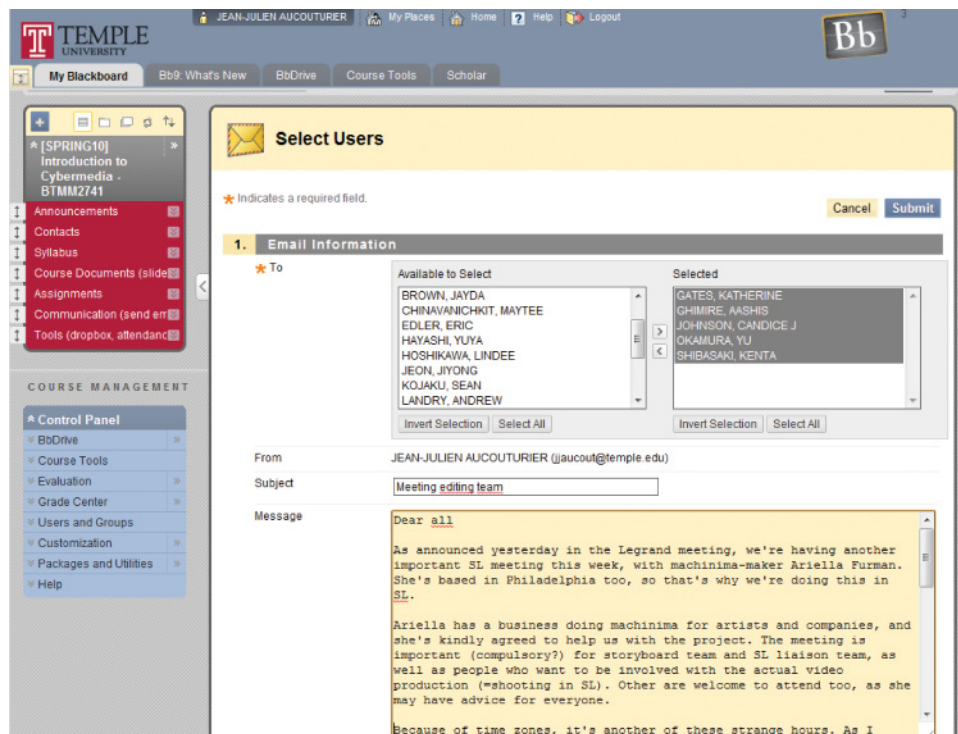 JEAN-JULIEN AUCOUTURIER My Places Home ? Help Logout
3
T TEMPLE
UNIVERSITY
Bb
My Blackboard Bb9: What's New BbDrive Course Tools Scholar
[SPRING10]
Introduction to
Cybermedia -
BTMM2741
Announcements
Contacts
Syllabus
Course Documents (slide
Assignments
Communication (send em
Tools (dropbox, attendanc
COURSE MANAGEMENT
Control Panel
BbDrive
Course Tools
Evaluation
Grade Center
Users and Groups
Customization
Packages and Utilities
Help
Select Users
* Indicates a required field.
Cancel Submit
1. Email Information
* To
Available to Select
BROWN, JAYDA
CHINAVANICHKIT, MAYTEE
EDLER, ERIC
HAYASHI, YUYA
HOSHIKAWA, LINDEE
JEON, JIYONG
KOJAKU, SEAN
LANDRY, ANDREW
Invert Selection Select All
Selected
GATES, KATHERINE
GHIMIRE, AASHIS
JOHNSON, CANDICE J
OKAMURA, YU
SHIBASAKI, KENTA
Invert Selection Select All
From JEAN-JULIEN AUCOUTURIER (jjaucout@temple.edu)
Subject Meeting editing team
Message
Dear all
As announced yesterday in the Legrand meeting, we're having another
important SL meeting this week, with machinima-maker Ariella Furman.
She's based in Philadelphia too, so that's why we're doing this in
SL.
Ariella has a business doing machinima for artists and companies, and
she's kindly agreed to help us with the project. The meeting is
important (compulsory?) for storyboard team and SL liaison team, as
well as people who want to be involved with the actual video
production (=shooting in SL). Other are welcome to attend too, as she
may have advice for everyone.
Because of time zones, it's another of these strange hours. As I